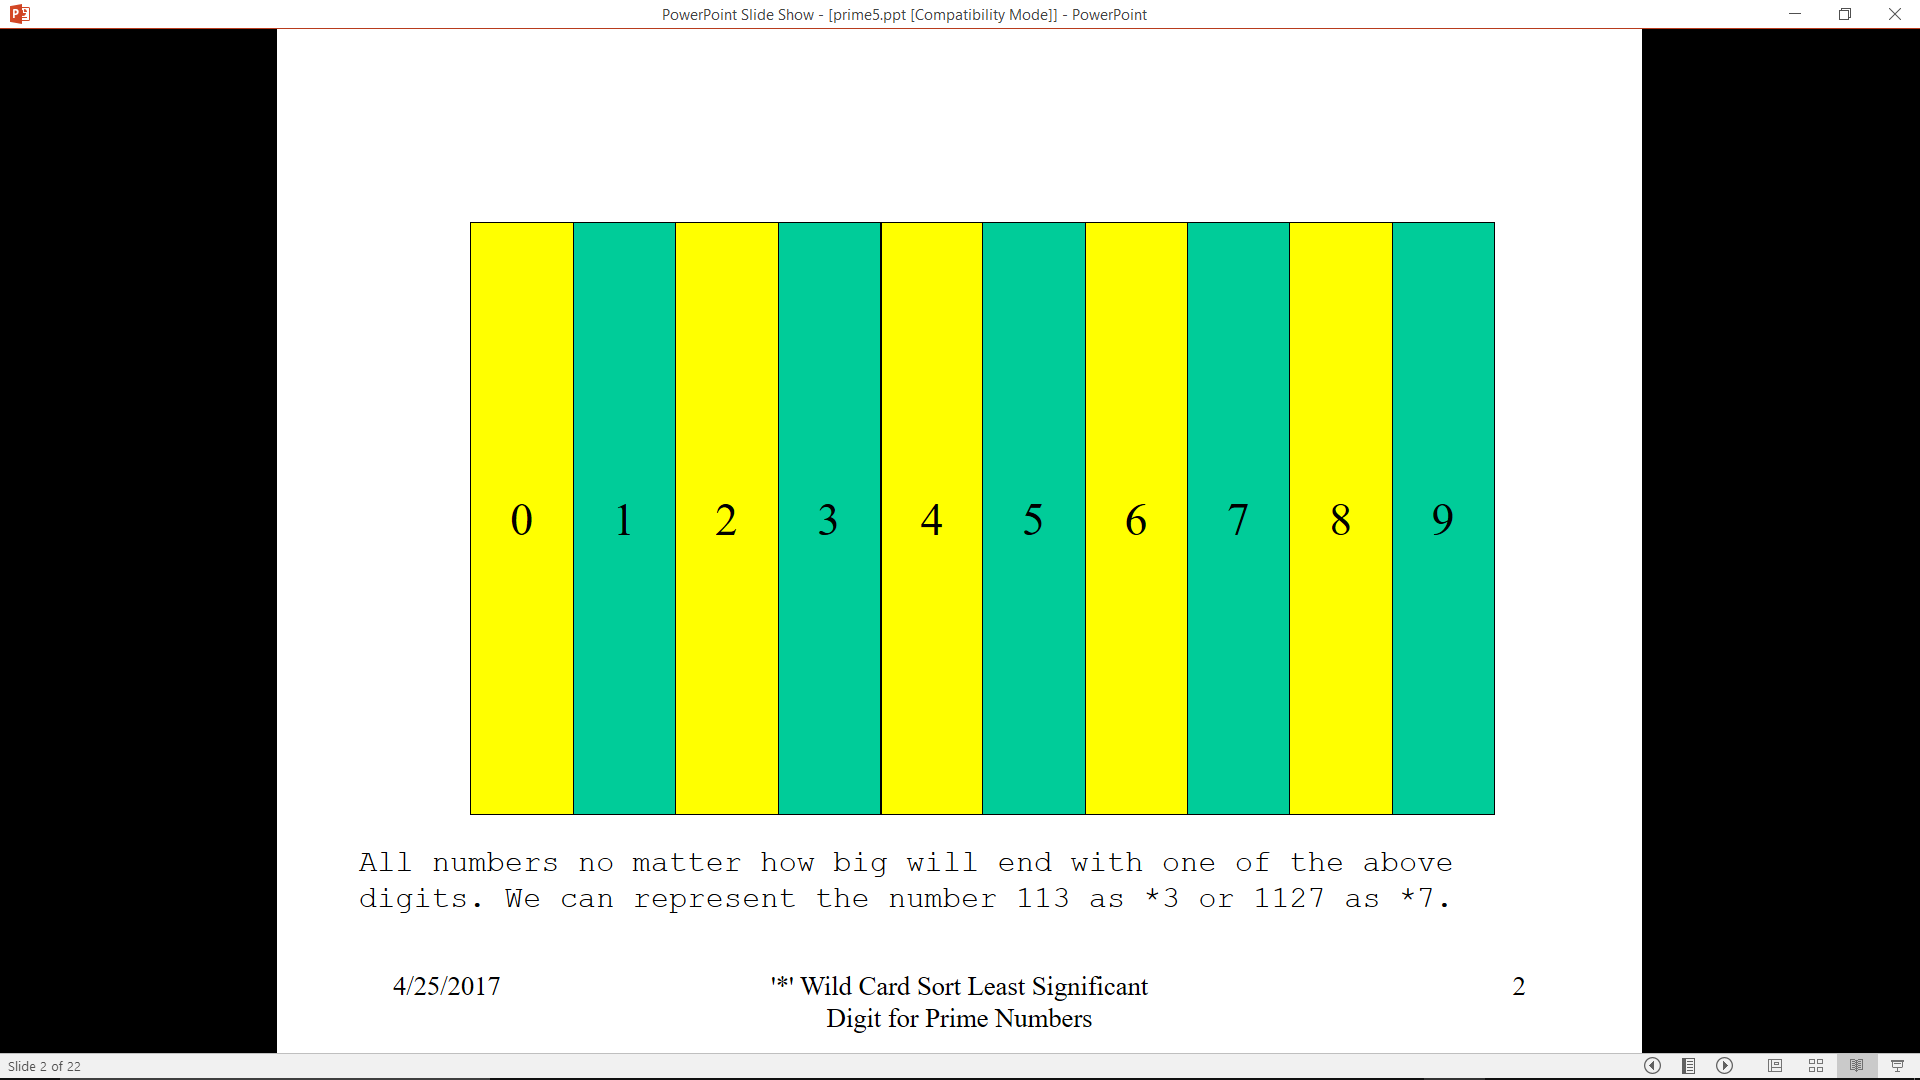 PowerPoint Slide Show - [prime5.ppt [Compatibility Mode]] - PowerPoint
0 1 2 3 4 5 6 7 8 9
All numbers no matter how big will end with one of the above
digits. We can represent the number 113 as *3 or 1127 as *7.
4/25/2017
'*' Wild Card Sort Least Significant
Digit for Prime Numbers
2
Slide 2 of 22